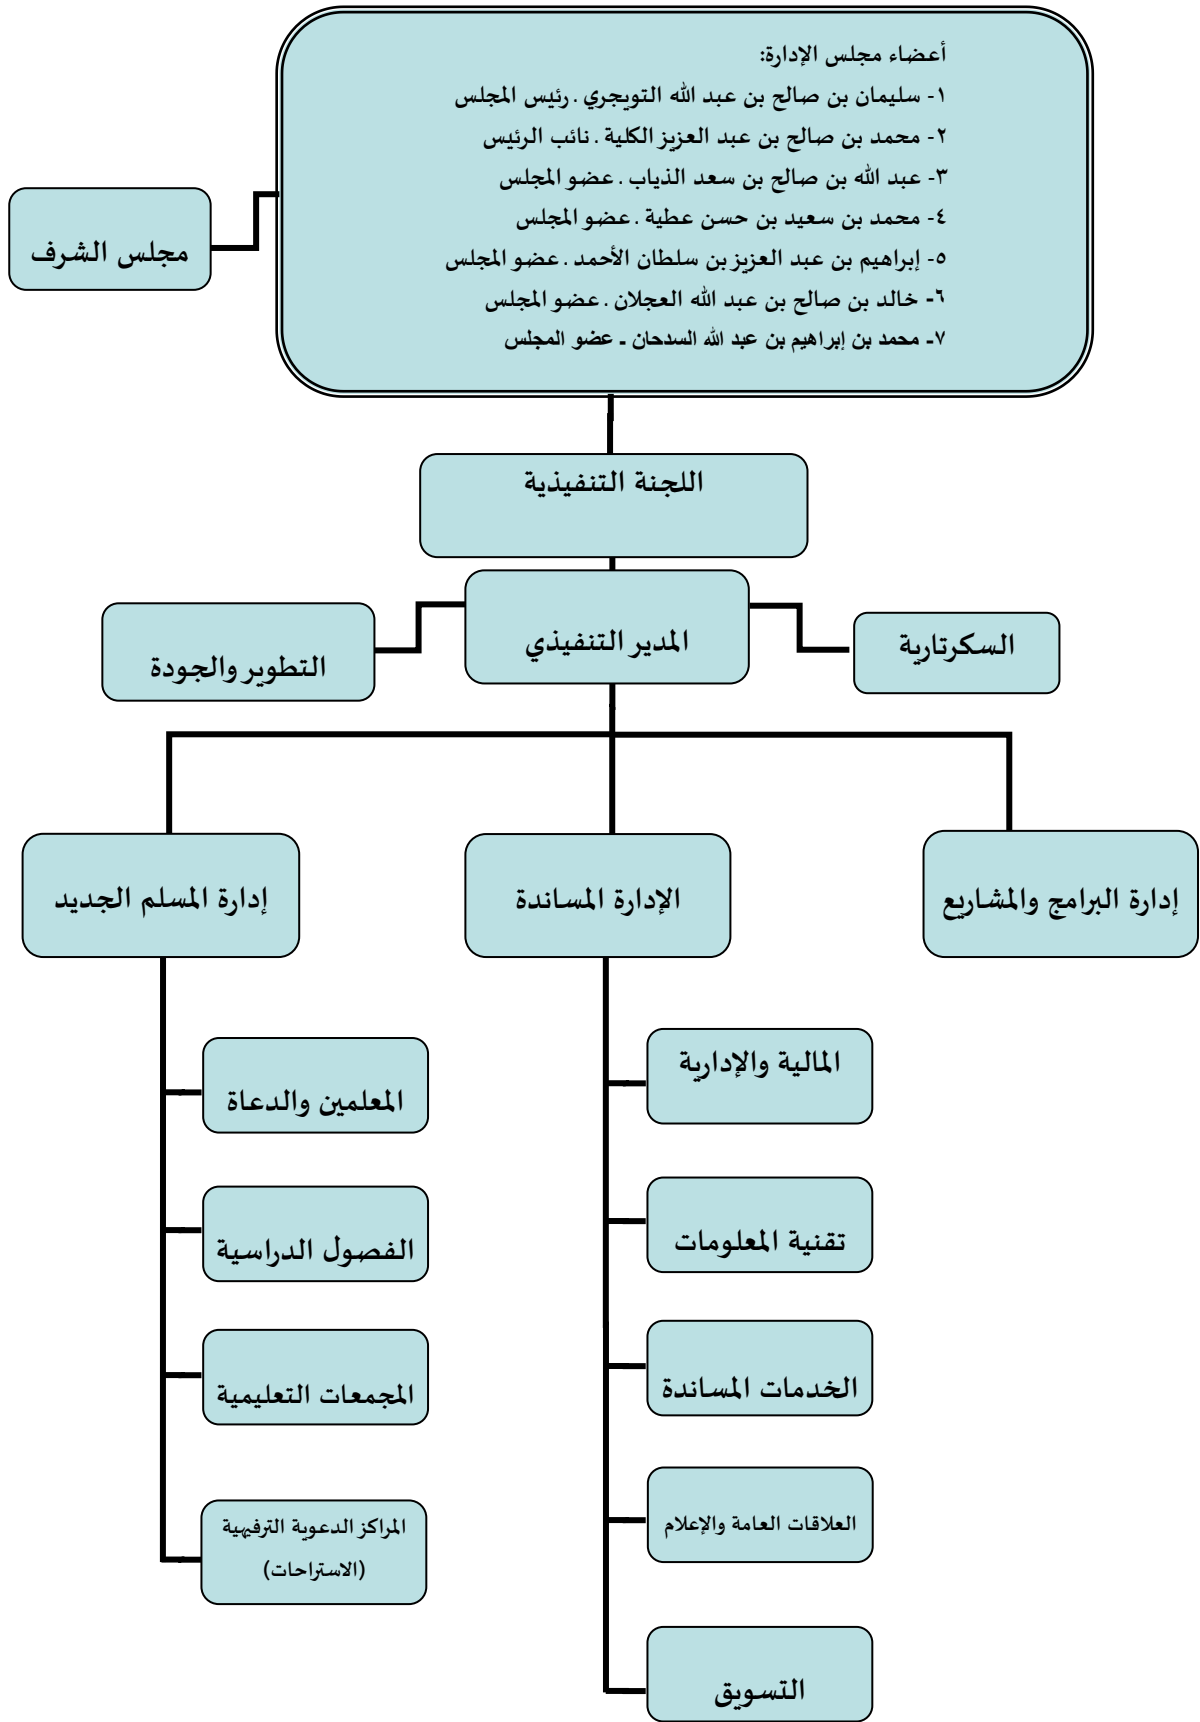 أعضاء مجلس الإدارة:
١- سليمان بن صالح بن عبد الله التويجري . رئيس المجلس
٢- محمد بن صالح بن عبد العزيز الكلية . نائب الرئيس
٣- عبد الله بن صالح بن سعد الذياب . عضو المجلس
٤- محمد بن سعيد بن حسن عطية . عضو المجلس
٥- إبراهيم بن عبد العزيز بن سلطان الأحمد . عضو المجلس
٦- خالد بن صالح بن عبد الله العجلان . عضو المجلس
٧- محمد بن إبراهيم بن عبد الله السدحان - عضو المجلس
مجلس الشرف
اللجنة التنفيذية
المدير التنفيذي
السكرتارية
التطوير والجودة
إدارة البرامج والمشاريع
الإدارة المساندة
إدارة المسلم الجديد
المالية والإدارية
تقنية المعلومات
الخدمات المساندة
العلاقات العامة والإعلام
التسويق
المعلمين والدعاة
الفصول الدراسية
المجمعات التعليمية
المراكز الدعوية الترفيهية
(الاستراحات)